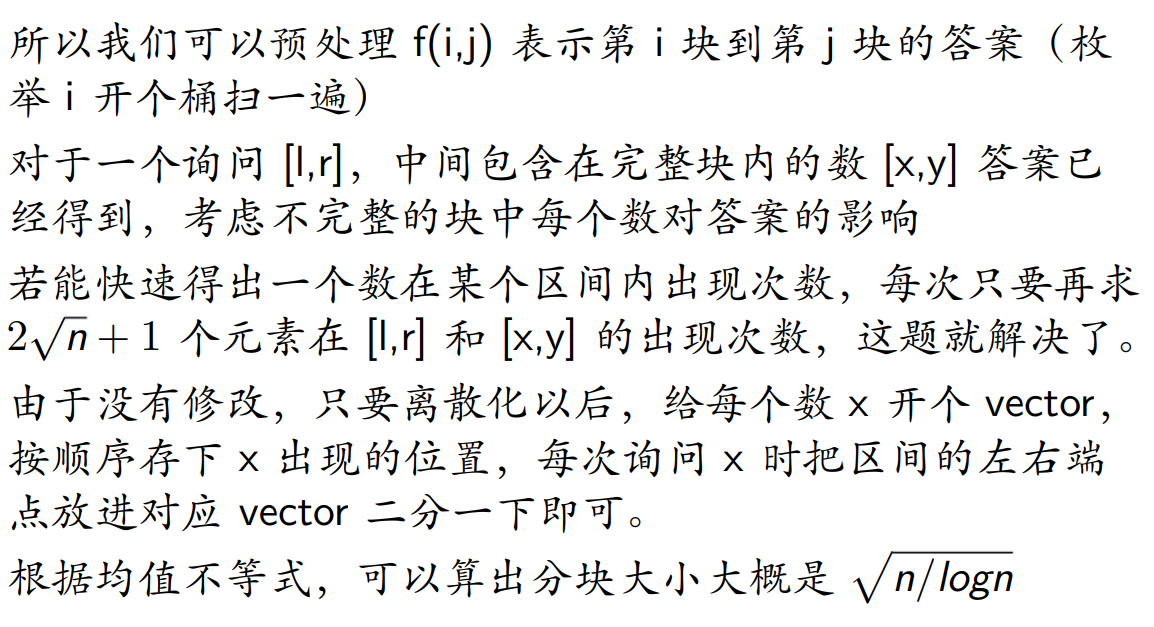 所以我们可以预处理 f(i,j) 表示第 i 块到第 j 块的答案（枚
举 i 开个桶扫一遍）
对于一个询问 [l,r]，中间包含在完整块内的数 [x,y] 答案已
经得到，考虑不完整的块中每个数对答案的影响
若能快速得出一个数在某个区间内出现次数，每次只要再求
2√n + 1 个元素在 [l,r] 和 [x,y] 的出现次数，这题就解决了。
由于没有修改，只要离散化以后，给每个数 x 开个 vector，
按顺序存下 x 出现的位置，每次询问 x 时把区间的左右端
点放进对应 vector 二分一下即可。
根据均值不等式，可以算出分块大小大概是 √(n/logn)